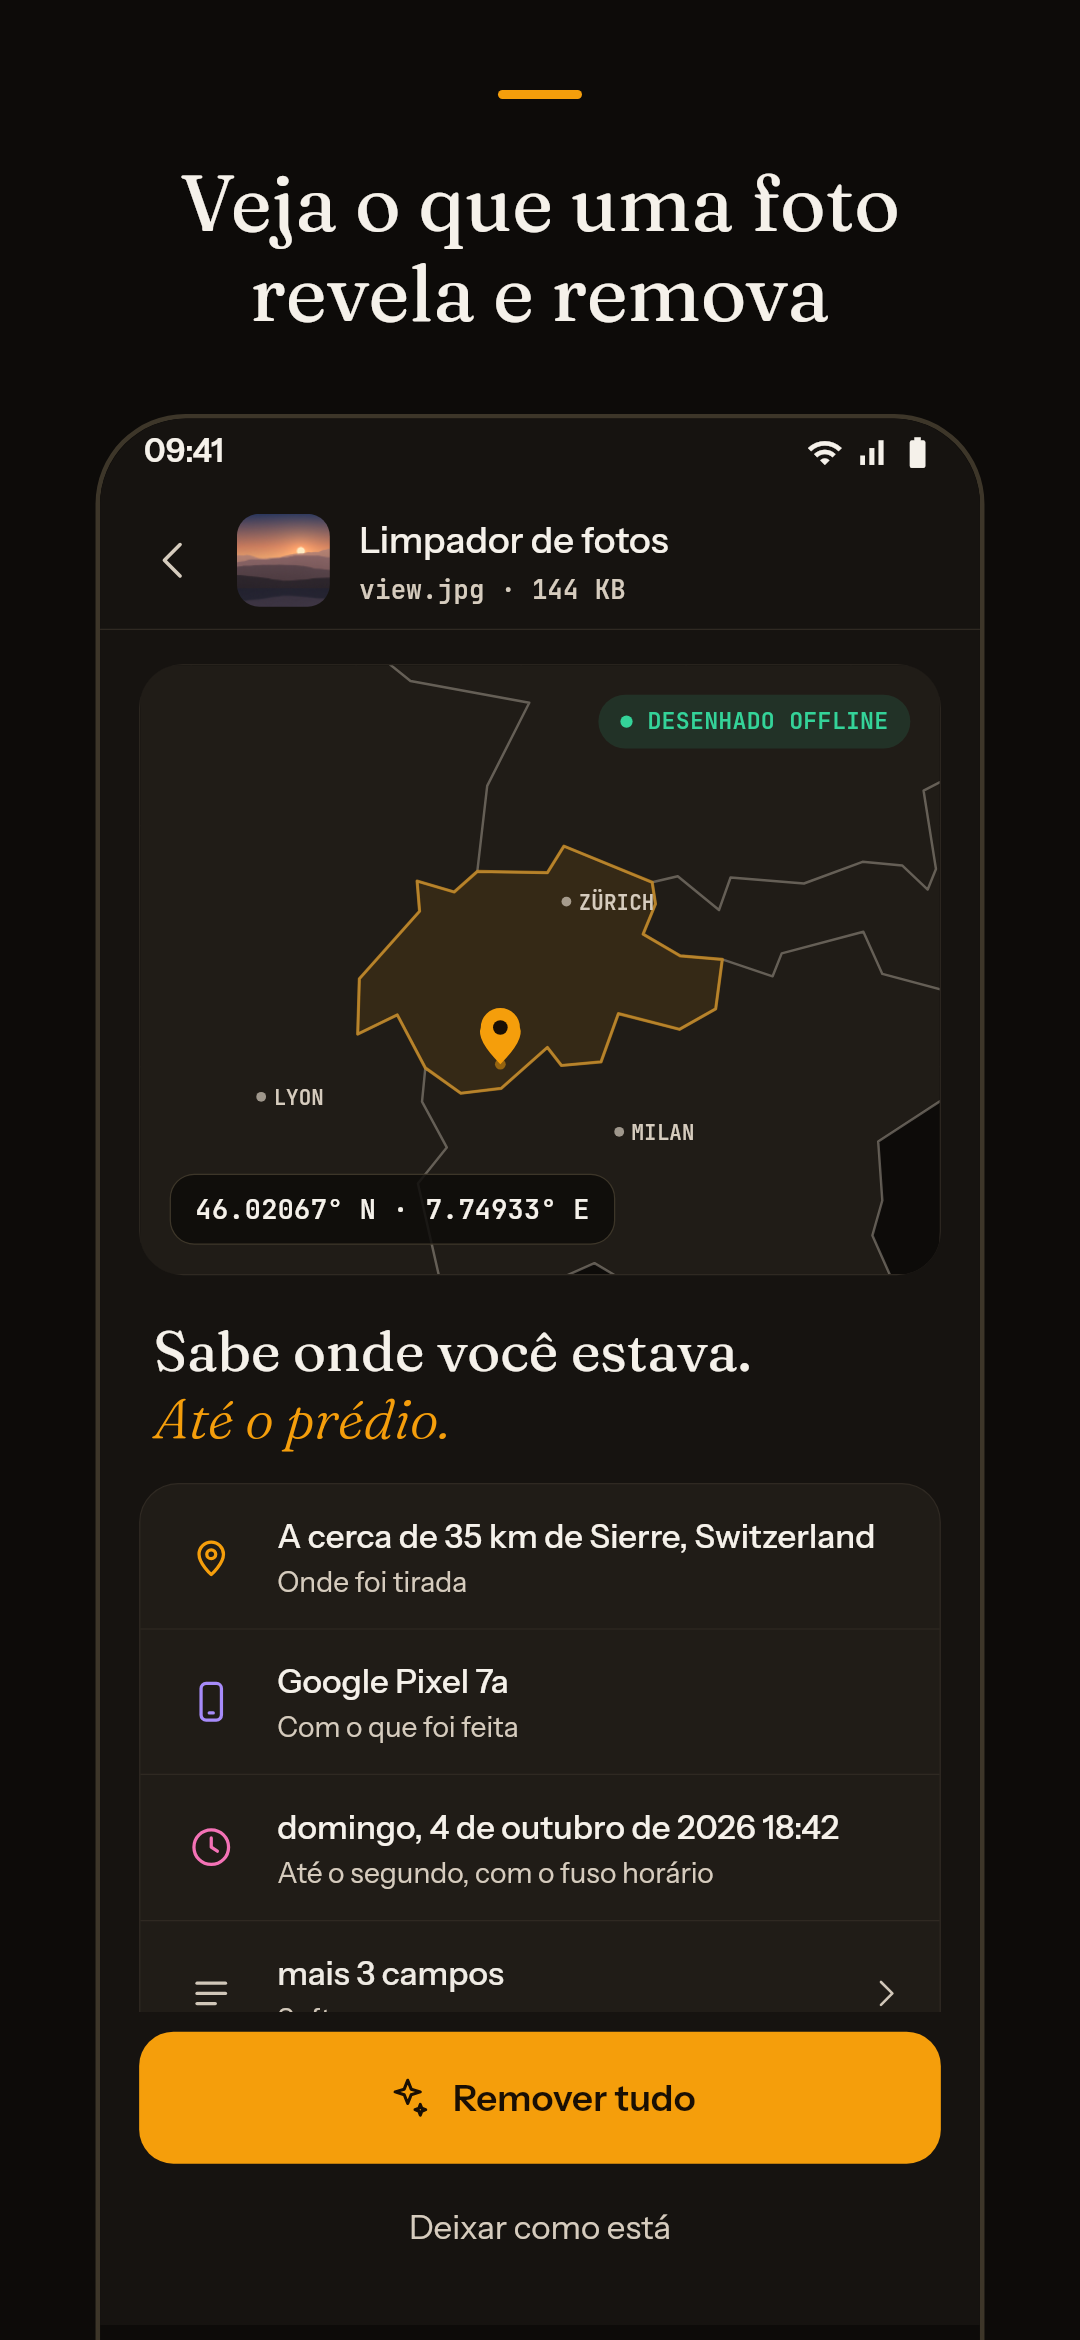 Veja o que uma foto
revela e remova
09:41
Limpador de fotos
view.jpg · 144 KB
DESENHADO OFFLINE
ZÜRICH
LYON
MILAN
46.02067° N · 7.74933° E
Sabe onde você estava.
Até o prédio.
A cerca de 35 km de Sierre, Switzerland
Onde foi tirada
Google Pixel 7a
Com o que foi feita
domingo, 4 de outubro de 2026 18:42
Até o segundo, com o fuso horário
mais 3 campos
Remover tudo
Deixar como está